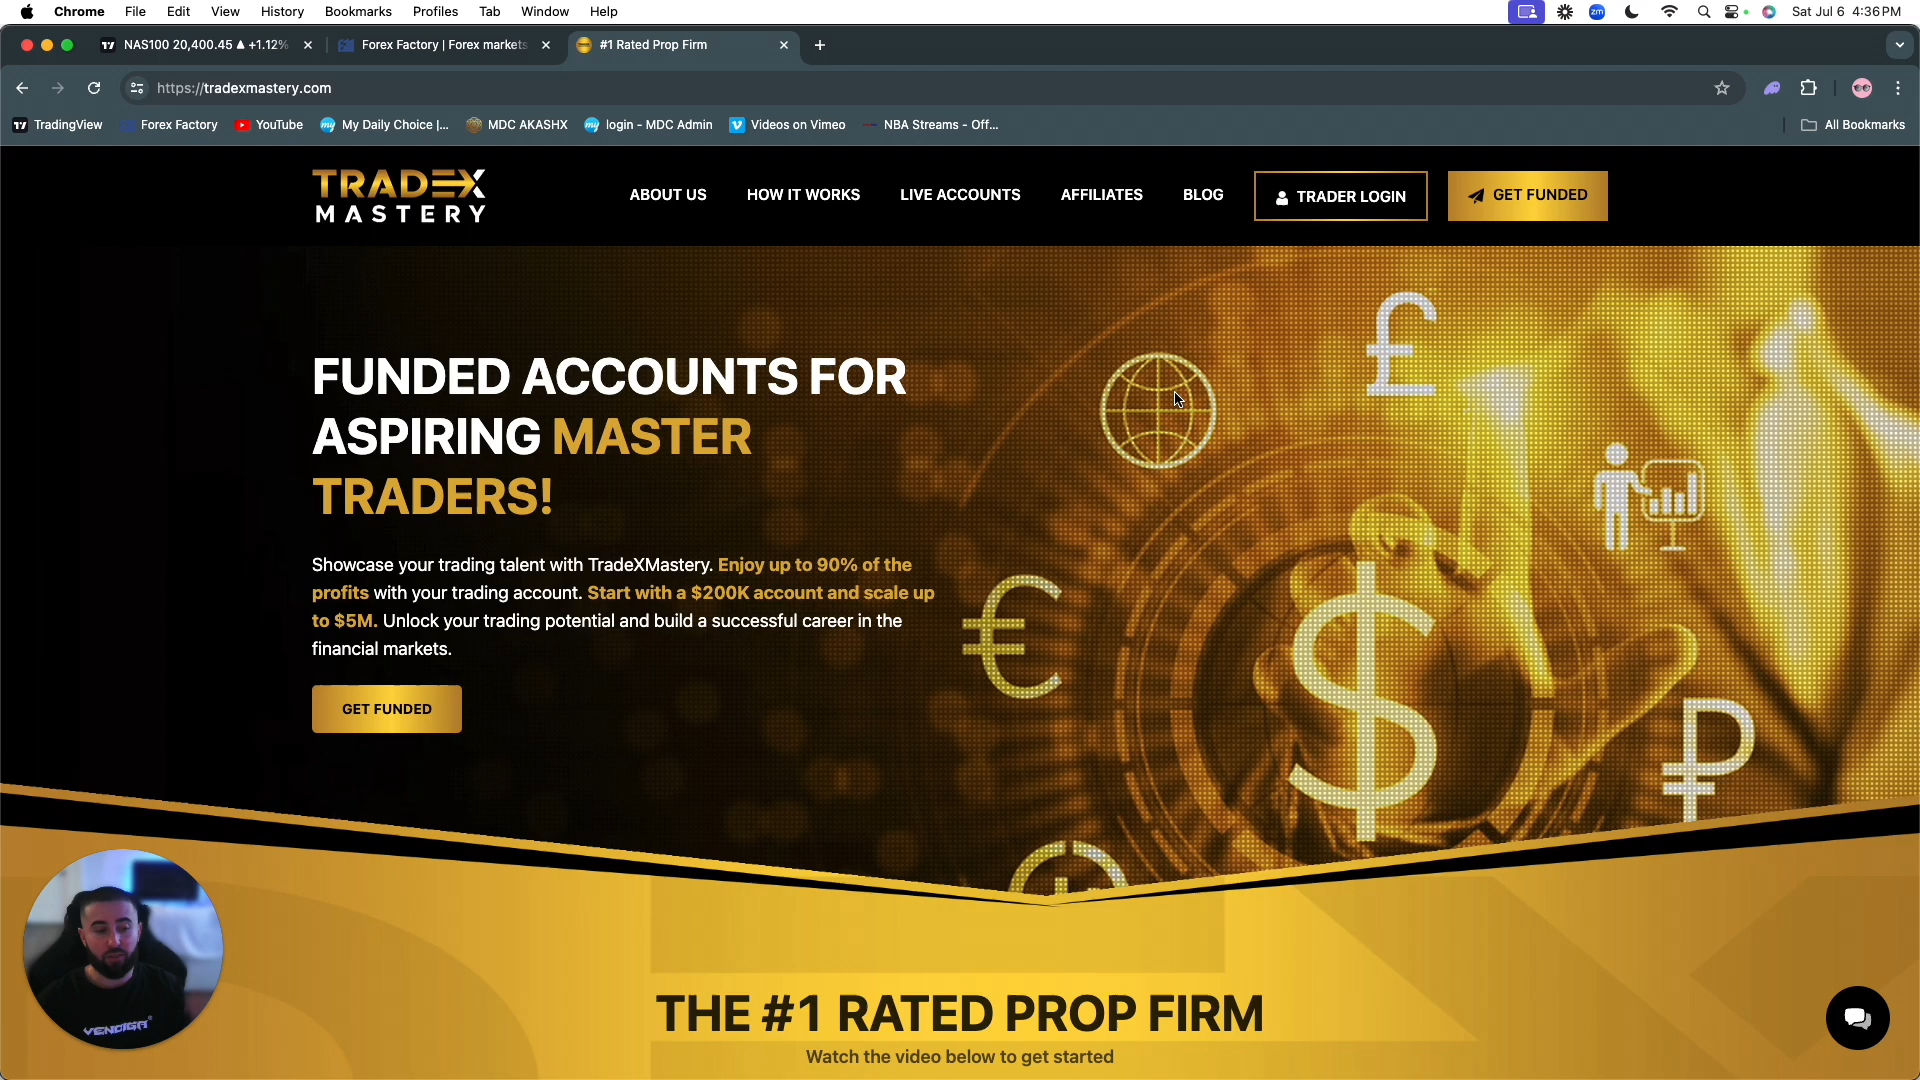 Chrome File Edit View History Bookmarks Profiles Tab Window Help
zm
Sat Jul 6 4:36 PM
NAS100 20,400.45 ▲ +1.12%
Forex Factory | Forex markets
#1 Rated Prop Firm
https://tradexmastery.com
TradingView
Forex Factory
YouTube
My Daily Choice |...
MDC AKASHX
login - MDC Admin
Videos on Vimeo
NBA Streams - Off...
All Bookmarks
TRADEX
MASTERY
ABOUT US
HOW IT WORKS
LIVE ACCOUNTS
AFFILIATES
BLOG
TRADER LOGIN
GET FUNDED
FUNDED ACCOUNTS FOR
ASPIRING MASTER
TRADERS!
Showcase your trading talent with TradeXMastery. Enjoy up to 90% of the
profits with your trading account. Start with a $200K account and scale up
to $5M. Unlock your trading potential and build a successful career in the
financial markets.
GET FUNDED
THE #1 RATED PROP FIRM
Watch the video below to get started